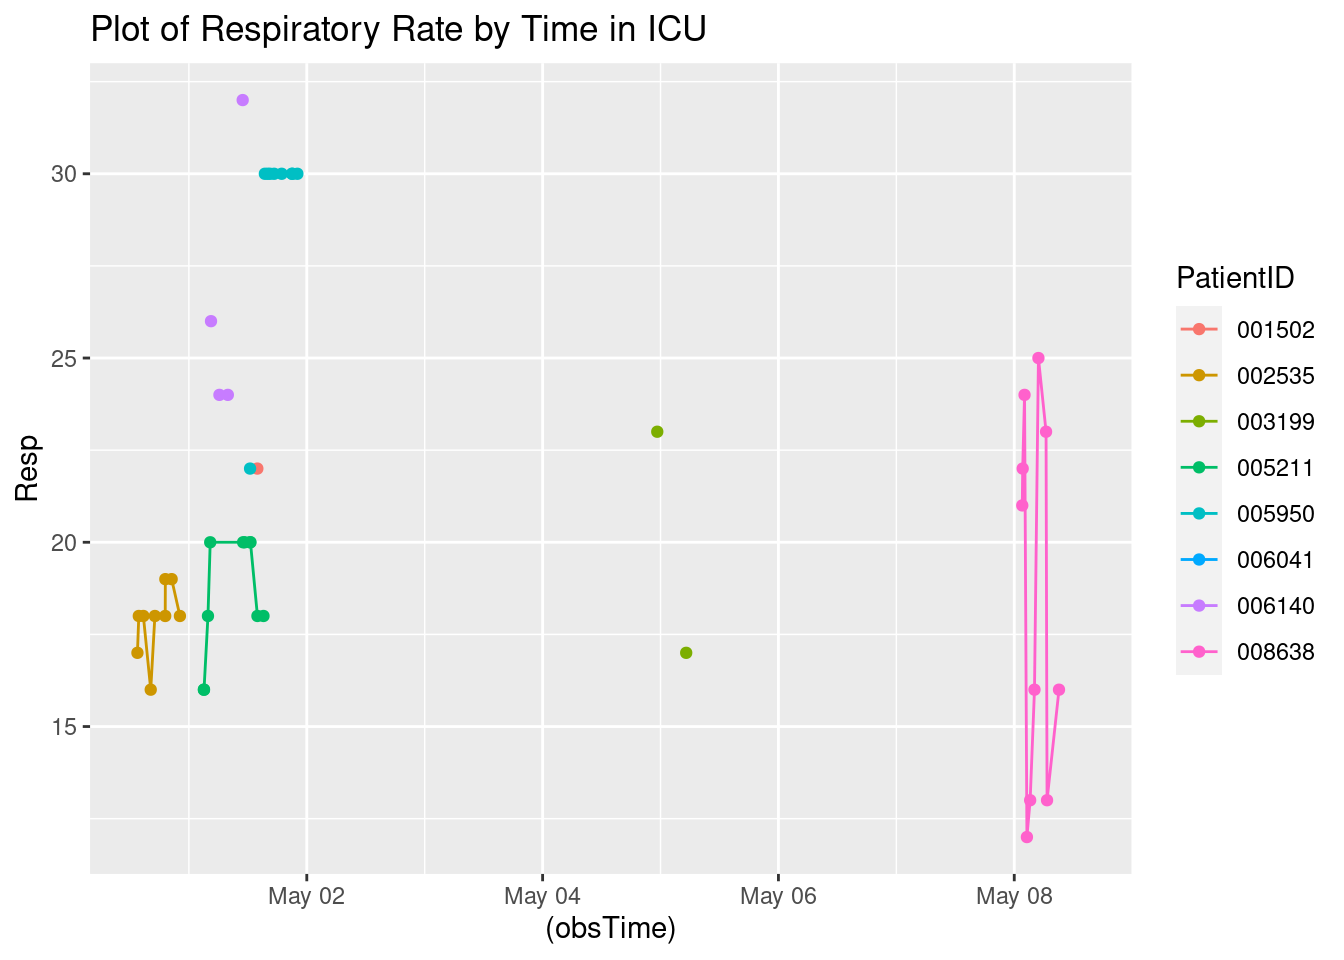 Plot of Respiratory Rate by Time in ICU
30
25
20
15
Resp
May 02
May 04
May 06
May 08
(obsTime)
PatientID
001502
002535
003199
005211
005950
006041
006140
008638